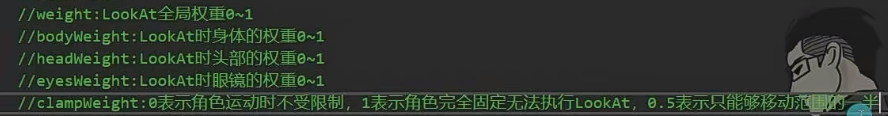 //weight:LookAt全局权重0~1
//bodyWeight:LookAt时身体的权重0~1
//headWeight:LookAt时头部的权重0~1
//eyesWeight:LookAt时眼镜的权重0~1
//clampWeight:0表示角色运动时不受限制，1表示角色完全固定无法执行LookAt，0.5表示只能够移动范围的一半